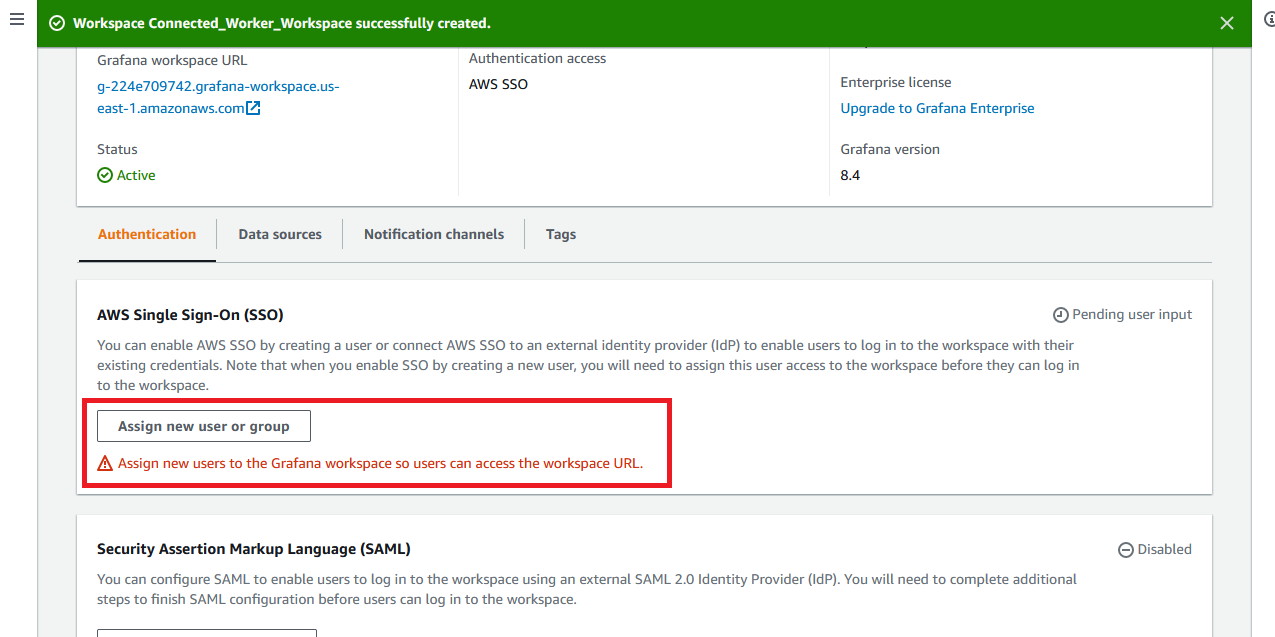 Workspace Connected_Worker_Workspace successfully created.
Grafana workspace URL
g-224e709742.grafana-workspace.us-
east-1.amazonaws.com
Status
Active
Authentication access
AWS SSO
Enterprise license
Upgrade to Grafana Enterprise
Grafana version
8.4
Authentication
Data sources
Notification channels
Tags
AWS Single Sign-On (SSO)
Pending user input
You can enable AWS SSO by creating a user or connect AWS SSO to an external identity provider (IdP) to enable users to log in to the workspace with their
existing credentials. Note that when you enable SSO by creating a new user, you will need to assign this user access to the workspace before they can log in
to the workspace.
Assign new user or group
Assign new users to the Grafana workspace so users can access the workspace URL.
Security Assertion Markup Language (SAML)
Disabled
You can configure SAML to enable users to log in to the workspace using an external SAML 2.0 Identity Provider (IdP). You will need to complete additional
steps to finish SAML configuration before users can log in to the workspace.